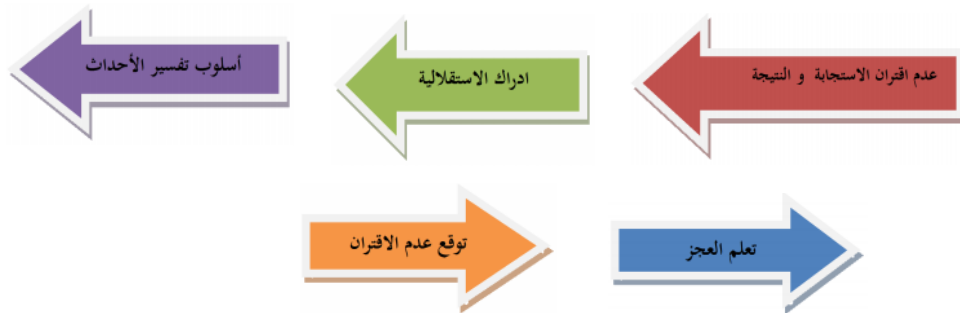 عدم اقتران الاستجابة و النتيجة
ادراك الاستقلالية
أسلوب تفسير الأحداث
توقع عدم الاقتران
تعلم العجز